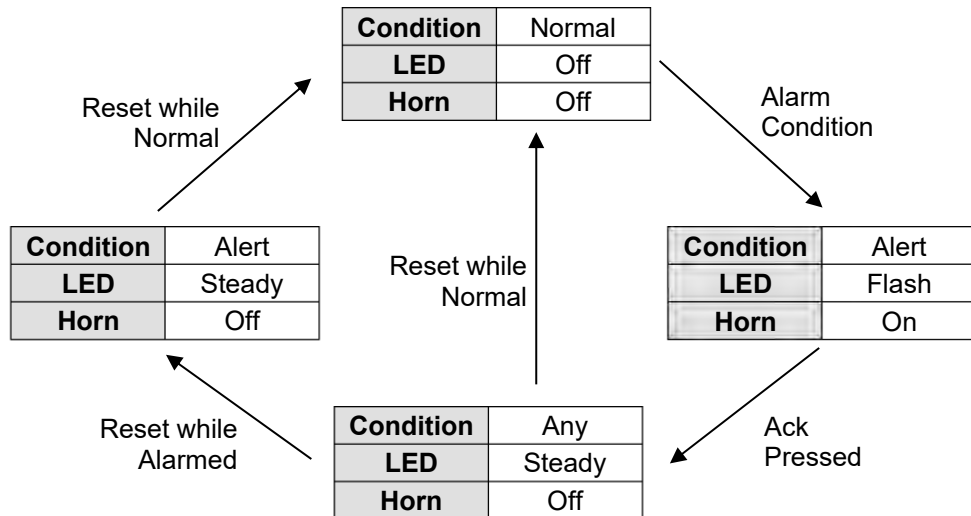 Condition Normal
LED Off
Horn Off
Reset while
Normal
Alarm
Condition
Condition Alert
LED Steady
Horn Off
Reset while
Normal
Condition Alert
LED Flash
Horn On
Reset while
Alarmed
Condition Any
LED Steady
Horn Off
Ack
Pressed